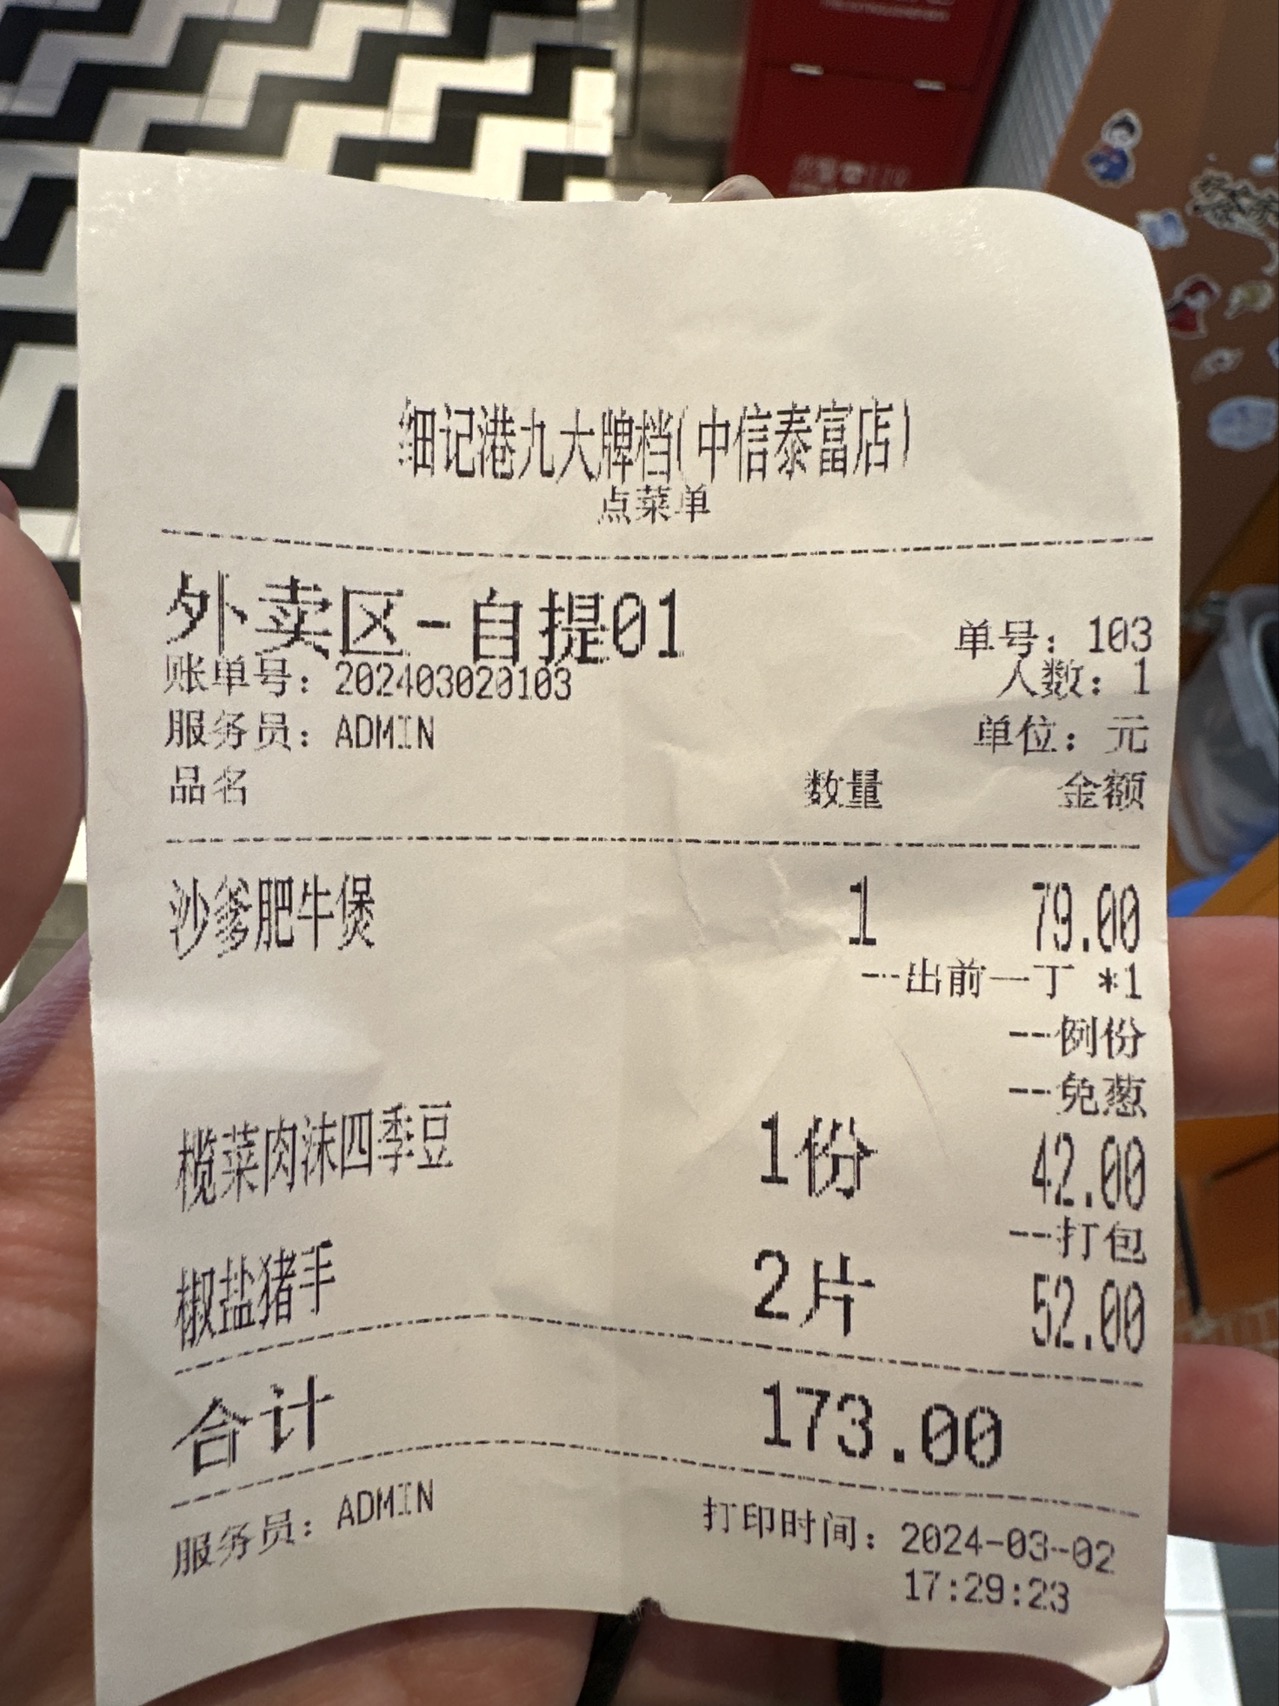 细记港九大牌档(中信泰富店)
点菜单
外卖区-自提01
单号：103
账单号：202403020103
人数：1
服务员：ADMIN
单位：元
品名 数量 金额
沙爹肥牛煲 1 79.00
--出前一丁 *1
--例份
--免葱
榄菜肉沫四季豆 1份 42.00
--打包
椒盐猪手 2片 52.00
合计 173.00
服务员：ADMIN
打印时间：2024-03-02
17:29:23